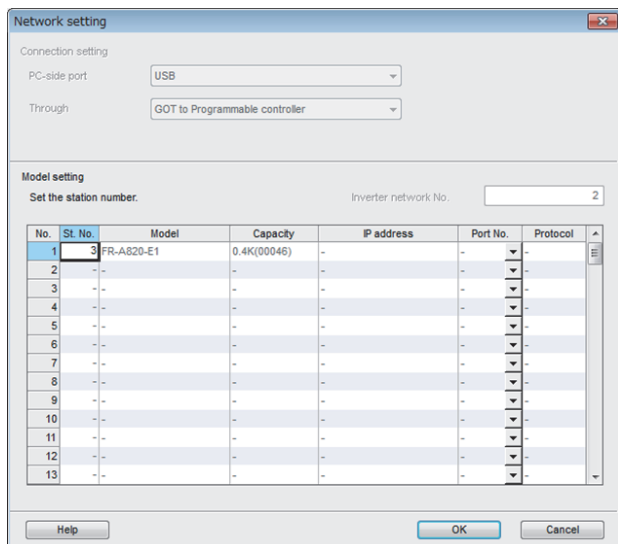 Network setting
Connection setting
PC-side port USB
Through GOT to Programmable controller
Model setting
Set the station number. Inverter network No. 2
No. St. No. Model Capacity IP address Port No. Protocol
1 3 FR-A820-E1 0.4K(00046) - - -
2 - - - - - -
3 - - - - - -
4 - - - - - -
5 - - - - - -
6 - - - - - -
7 - - - - - -
8 - - - - - -
9 - - - - - -
10 - - - - - -
11 - - - - - -
12 - - - - - -
13 - - - - - -
Help OK Cancel